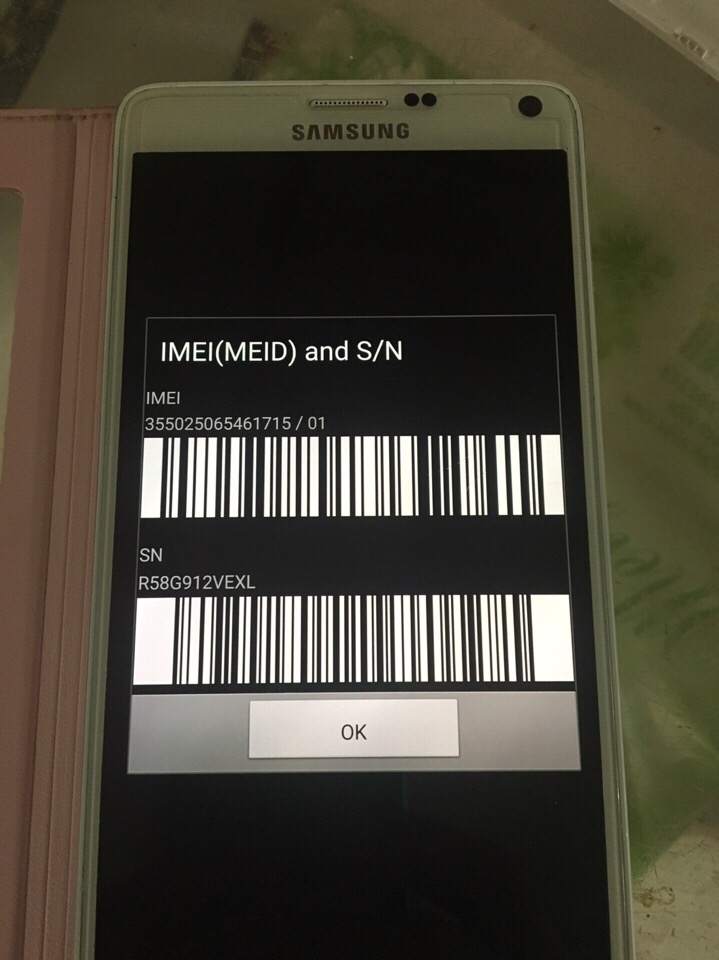 SAMSUNG
IMEI(MEID) and S/N
IMEI
355025065461715 / 01
SN
R58G912VEXL
OK